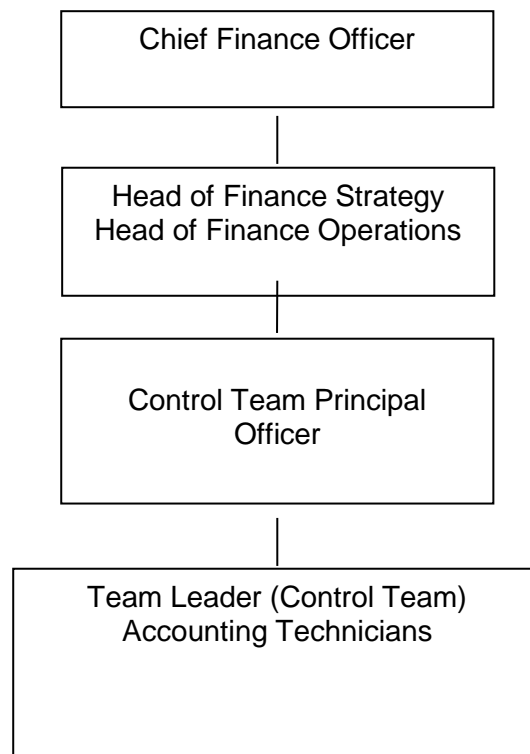 Chief Finance Officer
Head of Finance Strategy
Head of Finance Operations
Control Team Principal
Officer
Team Leader (Control Team)
Accounting Technicians